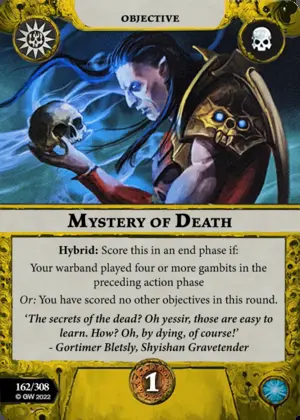 OBJECTIVE
MYSTERY OF DEATH
Hybrid: Score this in an end phase if:
Your warband played four or more gambits in the
preceding action phase
Or: You have scored no other objectives in this round.
‘The secrets of the dead? Oh yessir, those are easy to
learn. How? Oh, by dying, of course!’
- Gortimer Bletsly, Shyishan Gravetender
162/308
© GW 2022
1